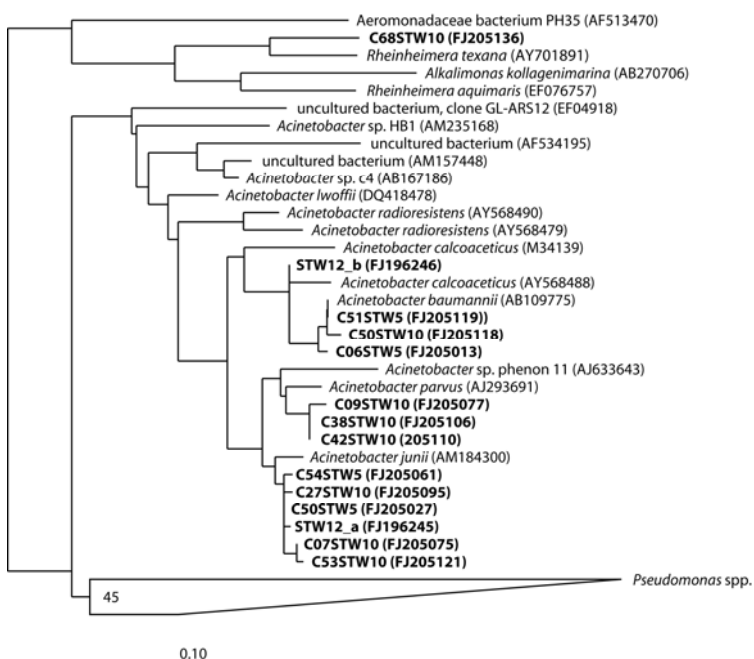 Aeromonadaceae bacterium PH35 (AF513470)
C68STW10 (FJ205136)
Rheinheimera texana (AY701891)
Alkalimonas kollagenimarina (AB270706)
Rheinheimera aquimaris (EF076757)
uncultured bacterium, clone GL-ARS12 (EF04918)
Acinetobacter sp. HB1 (AM235168)
uncultured bacterium (AF534195)
uncultured bacterium (AM157448)
Acinetobacter sp. c4 (AB167186)
Acinetobacter lwoffii (DQ418478)
Acinetobacter radioresistens (AY568490)
Acinetobacter radioresistens (AY568479)
Acinetobacter calcoaceticus (M34139)
STW12_b (FJ196246)
Acinetobacter calcoaceticus (AY568488)
Acinetobacter baumannii (AB109775)
C51STW5 (FJ205119))
C50STW10 (FJ205118)
C06STW5 (FJ205013)
Acinetobacter sp. phenon 11 (AJ633643)
Acinetobacter parvus (AJ293691)
C09STW10 (FJ205077)
C38STW10 (FJ205106)
C42STW10 (205110)
Acinetobacter junii (AM184300)
C54STW5 (FJ205061)
C27STW10 (FJ205095)
C50STW5 (FJ205027)
STW12_a (FJ196245)
C07STW10 (FJ205075)
C53STW10 (FJ205121)
Pseudomonas spp.
45
0.10